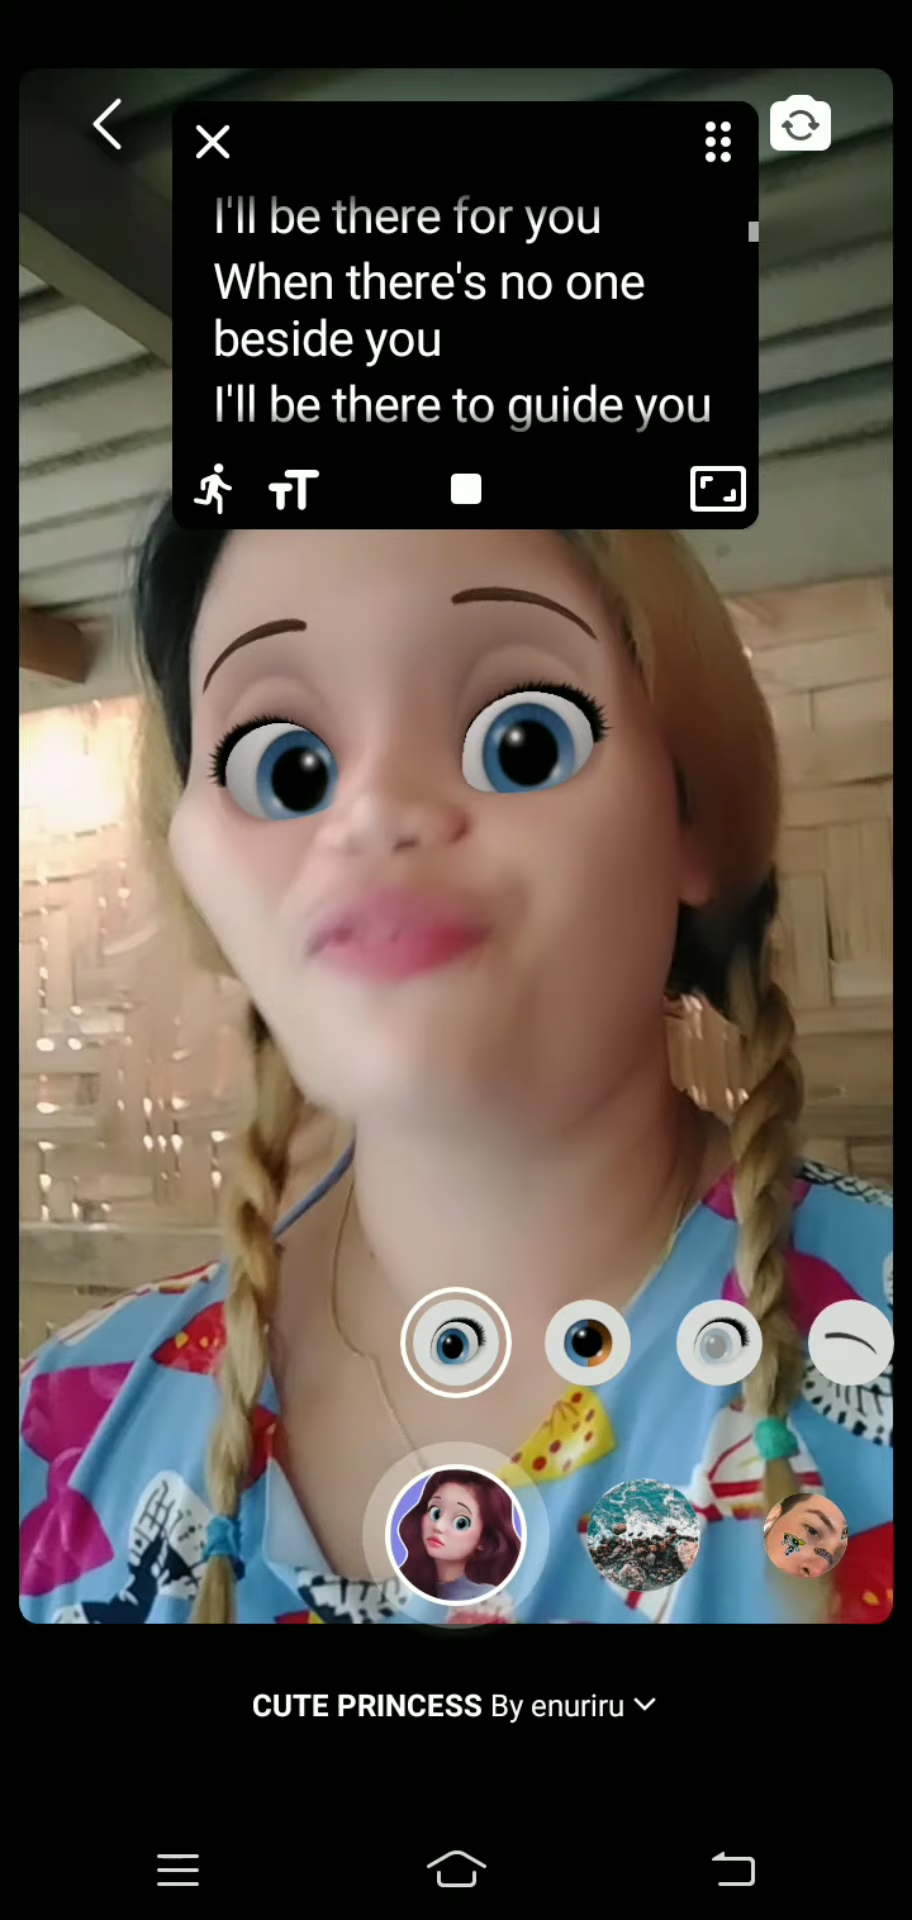 I'll be there for you
When there's no one
beside you
I'll be there to guide you
TT
CUTE PRINCESS By enuriru